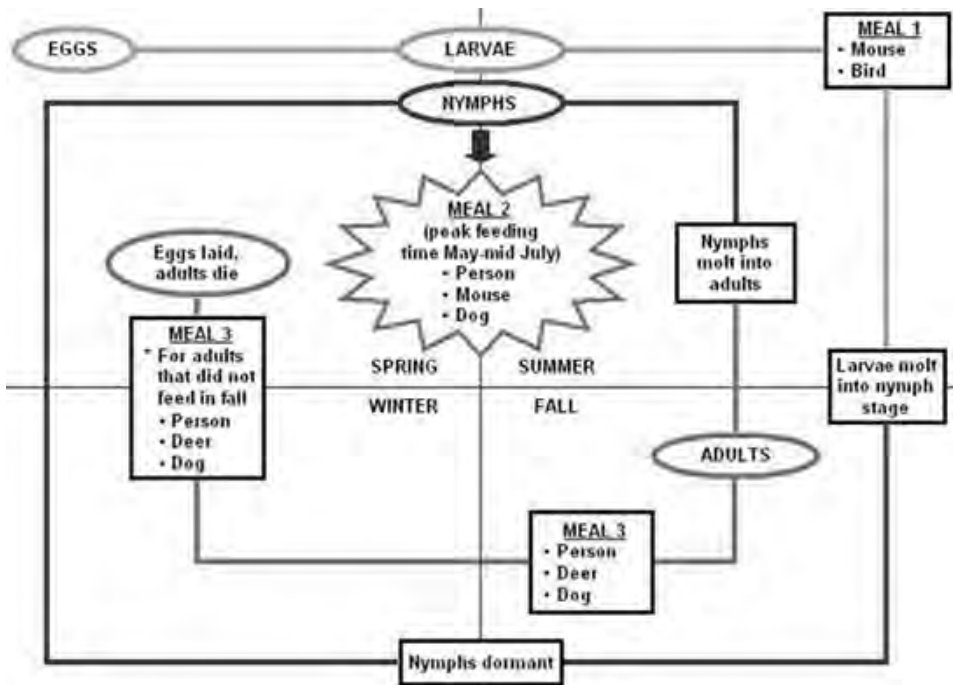 EGGS
LARVAE
MEAL 1
• Mouse
• Bird
NYMPHS
MEAL 2
(peak feeding
time May-mid July)
• Person
• Mouse
• Dog
Nymphs
molt into
adults
Eggs laid,
adults die
MEAL 3
* For adults
that did not
feed in fall
• Person
• Deer
• Dog
SPRING
SUMMER
WINTER
FALL
Larvae molt
into nymph
stage
ADULTS
MEAL 3
• Person
• Deer
• Dog
Nymphs dormant